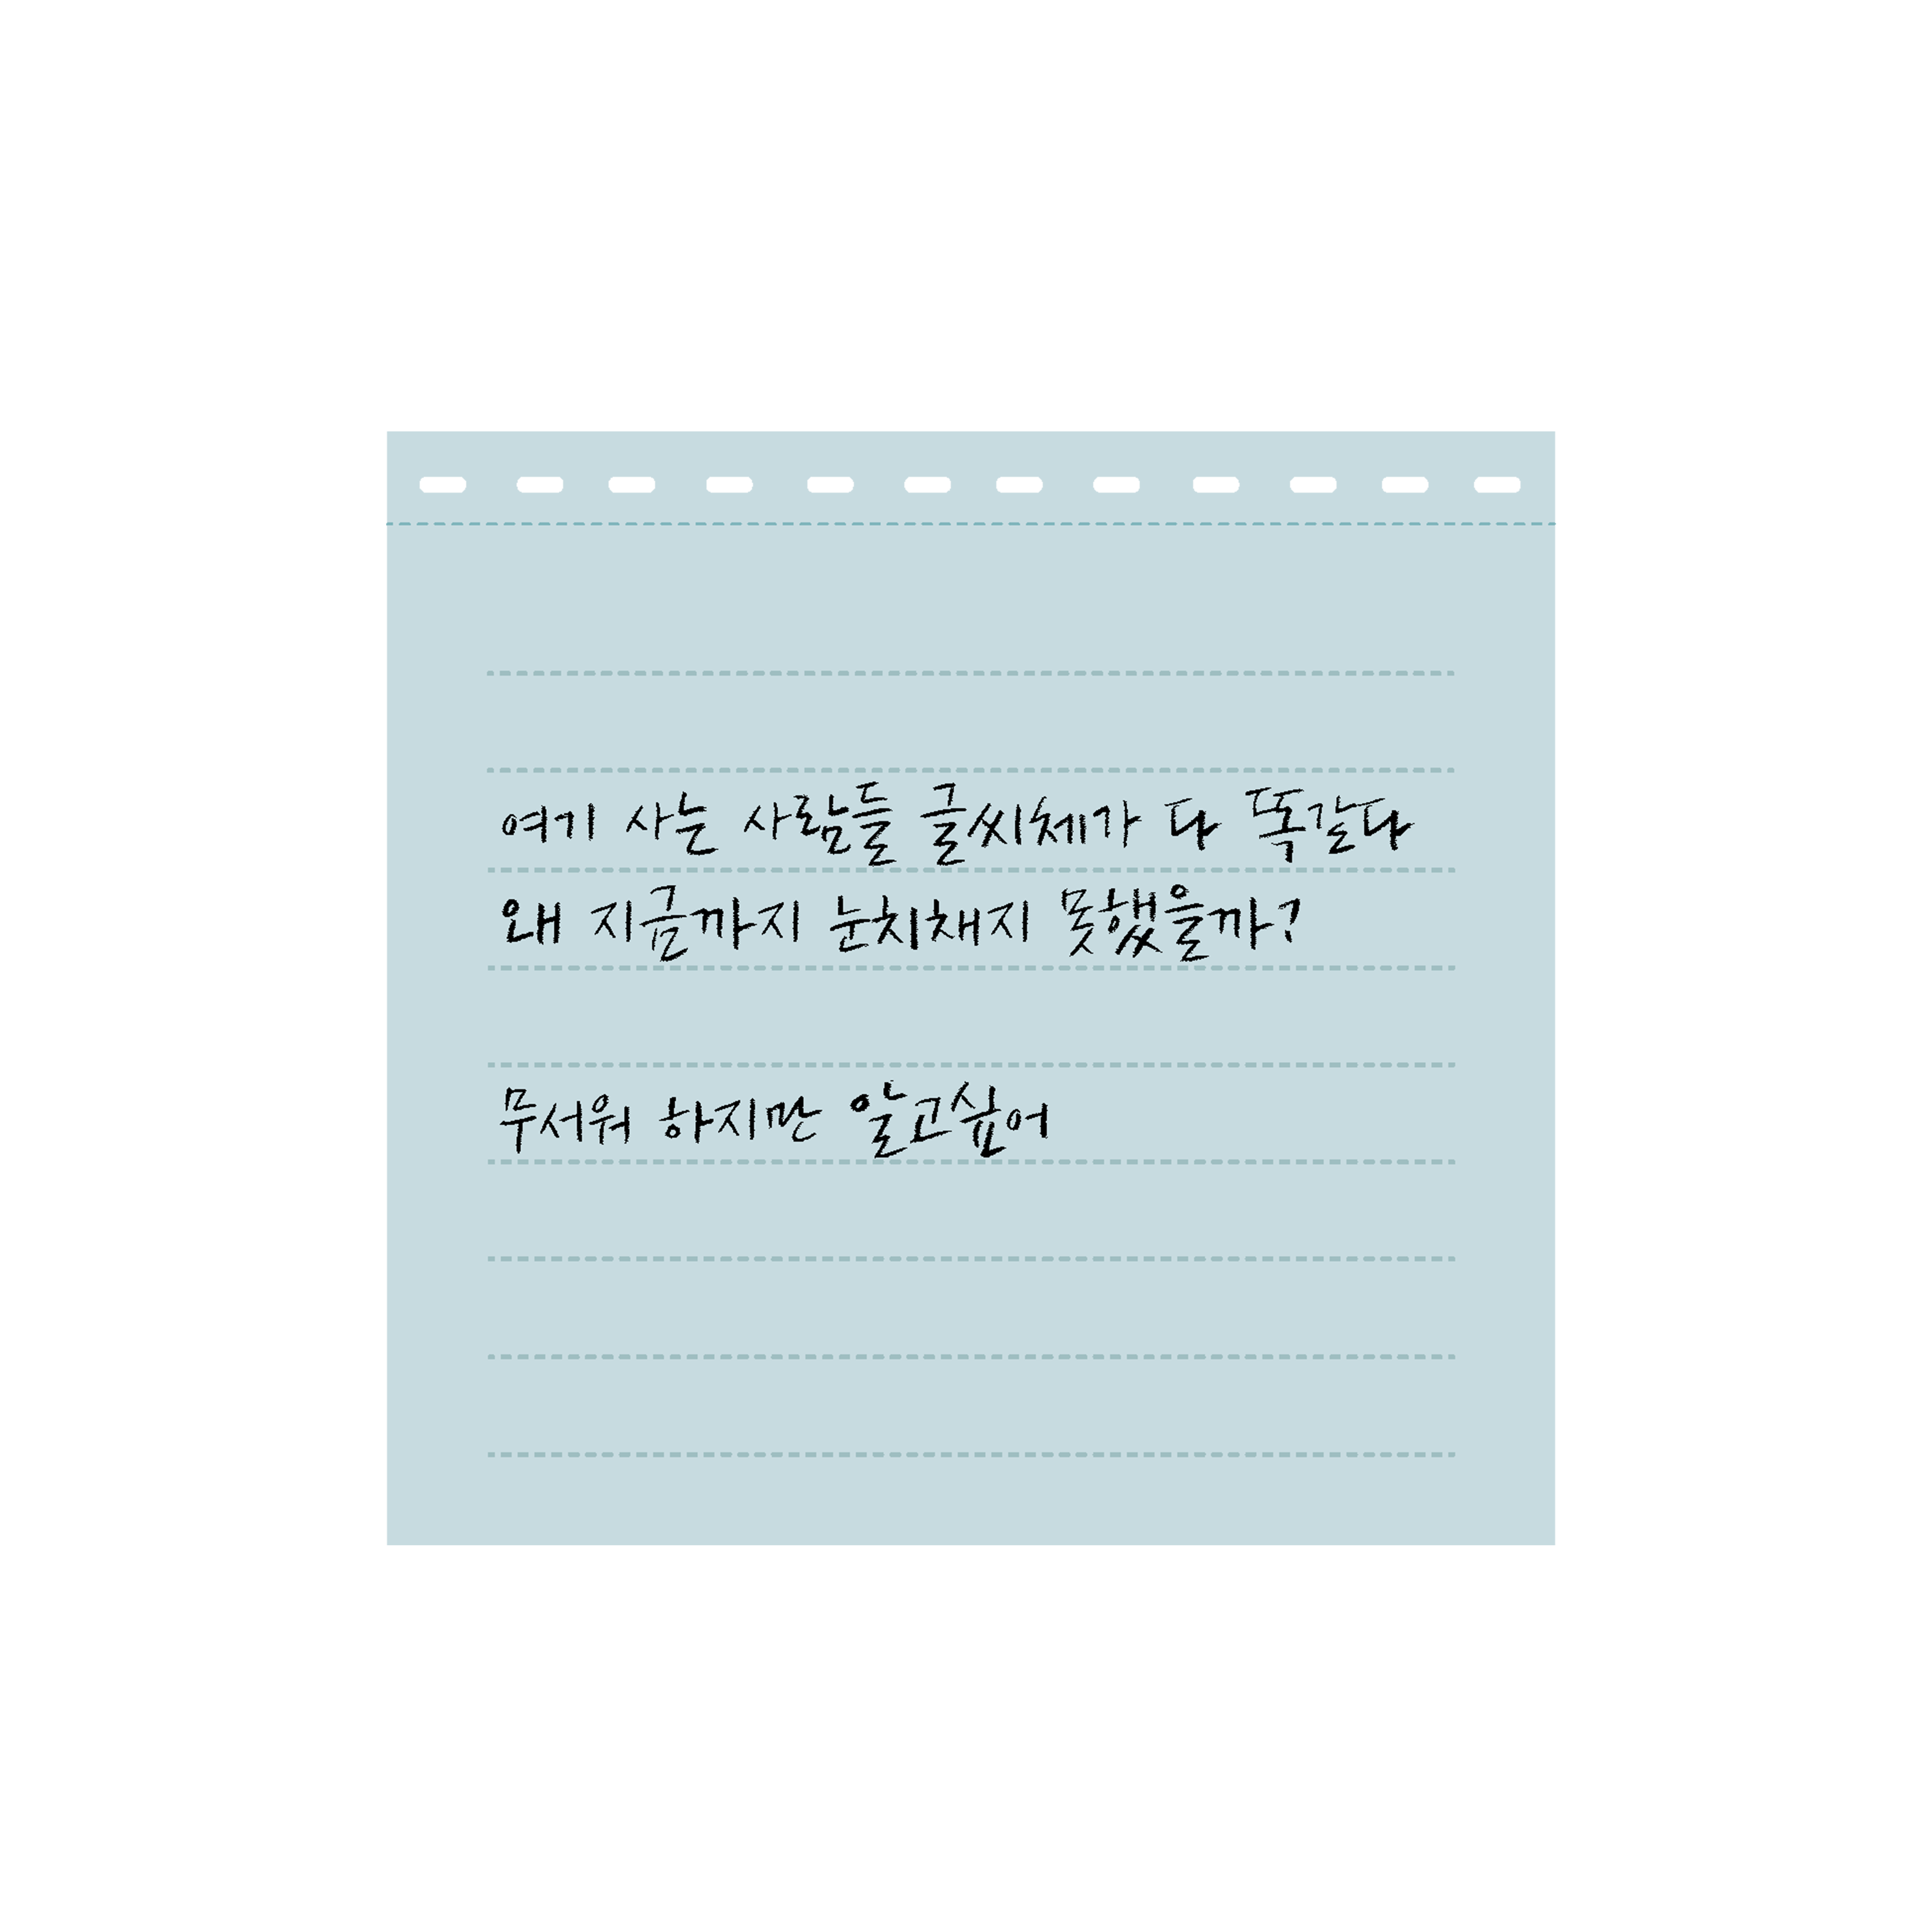 여기 사는 사람들 글씨체가 다 똑같다
왜 지금까지 눈치채지 못했을까?
무서워 하지만 알고싶어